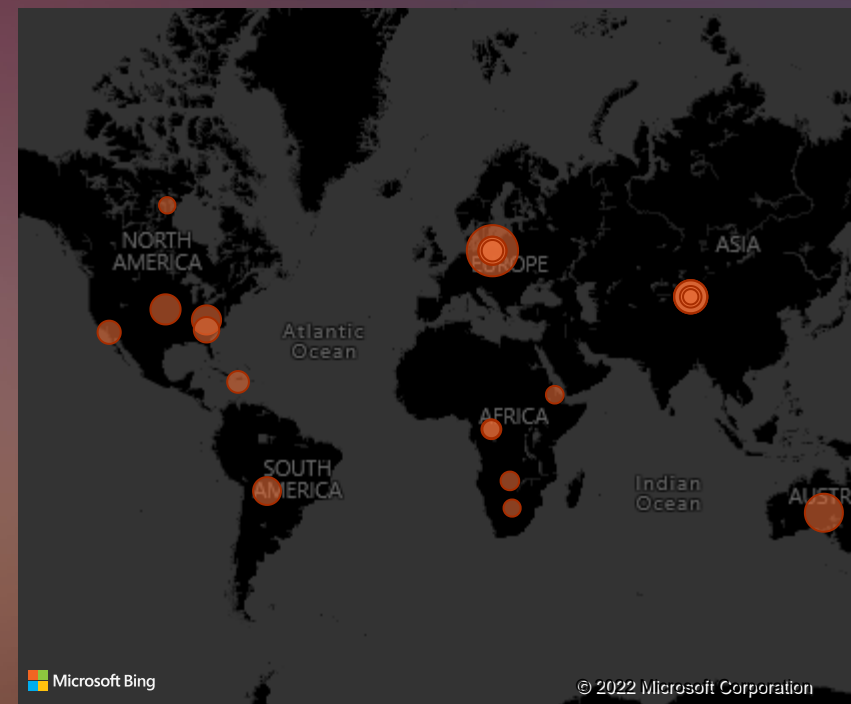 NORTH
AMERICA
EUROPE
ASIA
Atlantic
Ocean
AFRICA
SOUTH
AMERICA
Indian
Ocean
AUSTR
Microsoft Bing
© 2022 Microsoft Corporation